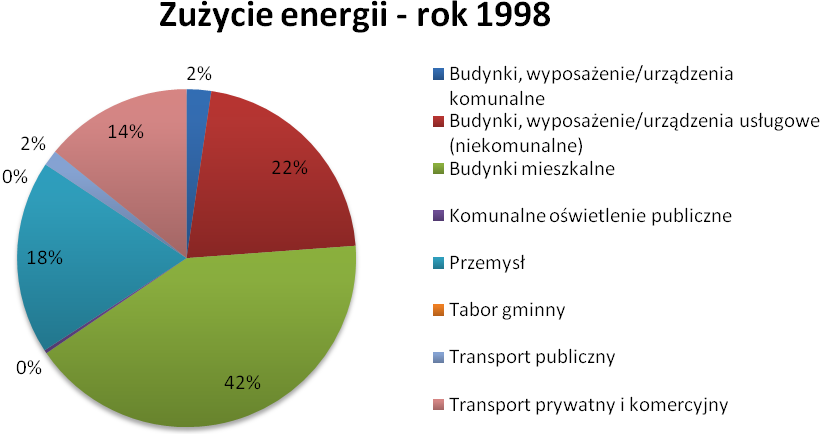 Zużycie energii - rok 1998
2%
22%
42%
0%
18%
0%
2%
14%
Budynki, wyposażenie/urządzenia
komunalne
Budynki, wyposażenie/urządzenia usługowe
(niekomunalne)
Budynki mieszkalne
Komunalne oświetlenie publiczne
Przemysł
Tabor gminny
Transport publiczny
Transport prywatny i komercyjny